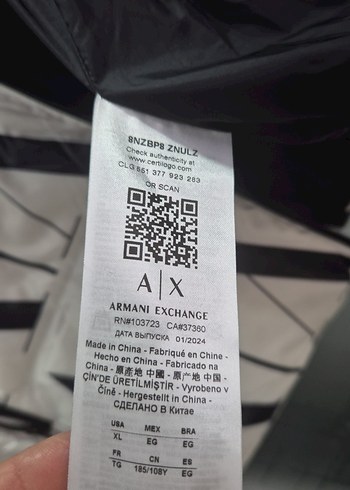 8NZBP8 ZNULZ
Check authenticity at
www.certilogo.com
CLG 651 377 923 283
OR SCAN
A|X
ARMANI EXCHANGE
RN#103723 CA#37360
ДАТА ВЫПУСКА 01/2024
Made in China - Fabriqué en Chine -
Hecho en China - Fabricado na
China - 原產地 中國 - 原产地 中国 -
ÇİN'DE ÜRETİLMİŞTİR - Vyrobeno v
Číně - Hergestellt in China -
СДЕЛАНО В Китае
USA MEX BRA
XL EG EG
FR CN ES
TG 185/108Y EG